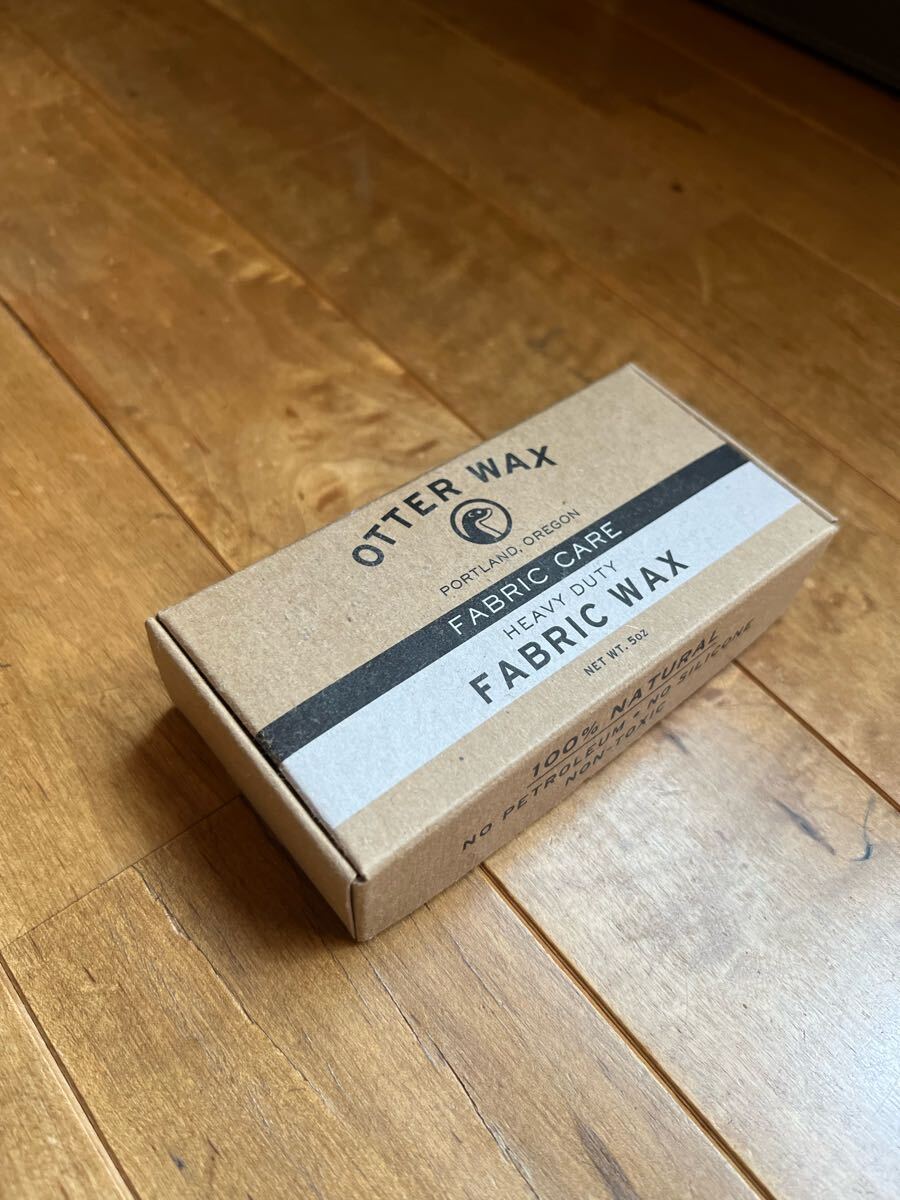 OTTER WAX
PORTLAND, OREGON
FABRIC CARE
HEAVY DUTY
FABRIC WAX
NET WT. 5OZ
100% NATURAL
NO PETROLEUM • NO SILICONE
NON-TOXIC